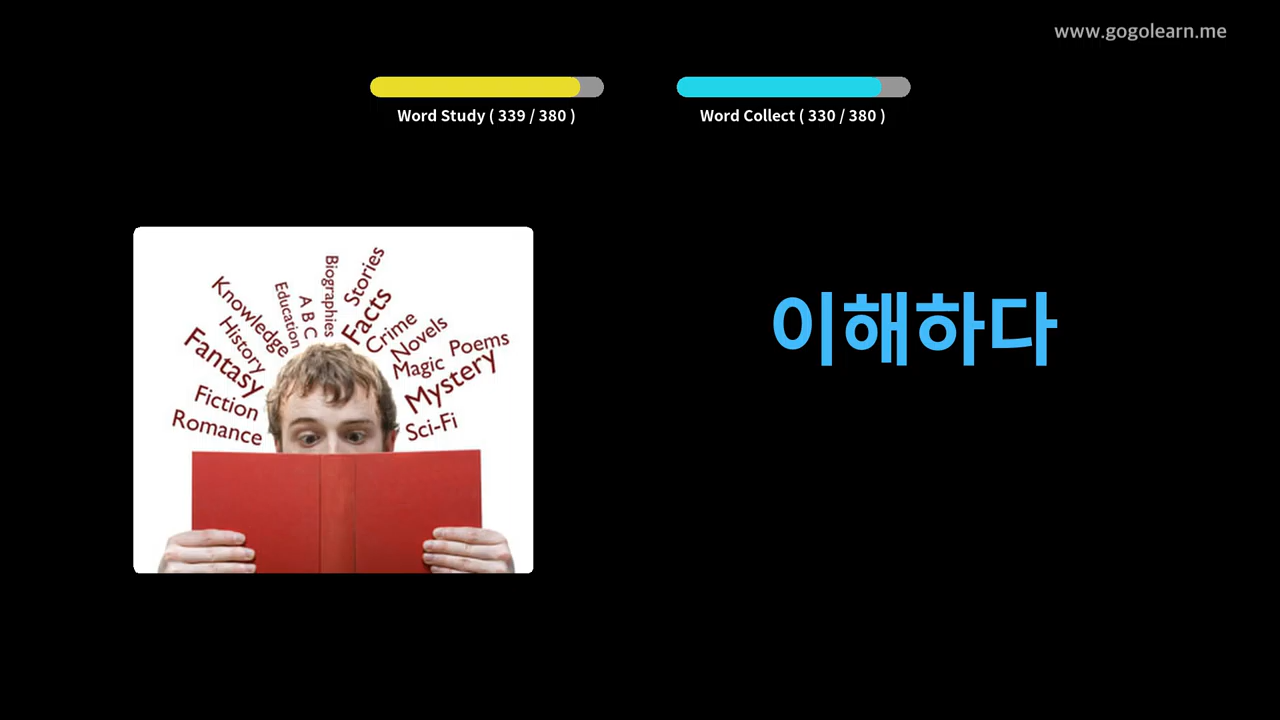 www.gogolearn.me
Word Study ( 339 / 380 )
Word Collect ( 330 / 380 )
Knowledge
Education
A B C
Biographies
Stories
Facts
History
Crime
Novels
Fantasy
Magic
Poems
Mystery
Fiction
Romance
Sci-Fi
이해하다